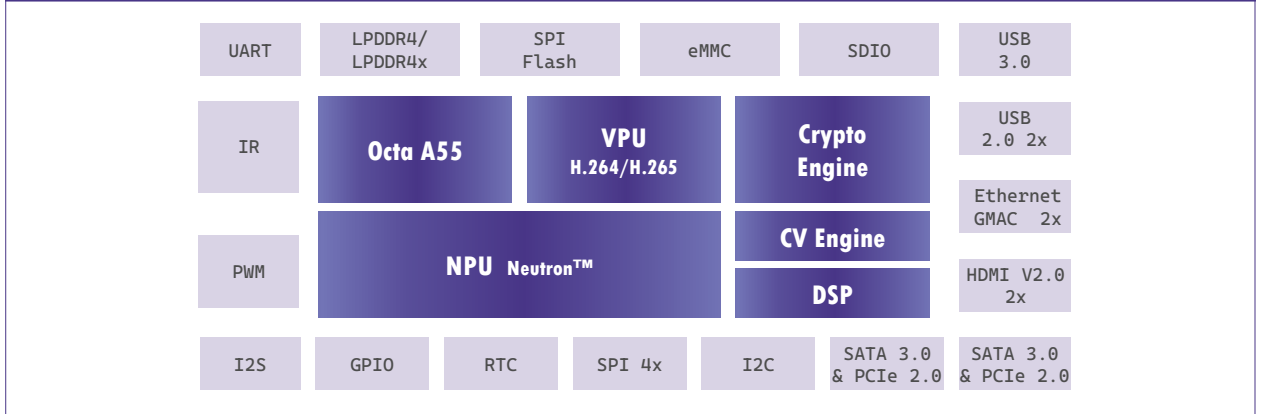 UART
LPDDR4/
LPDDR4x
SPI
Flash
eMMC
SDIO
USB
3.0
IR
Octa A55
VPU
H.264/H.265
Crypto
Engine
USB
2.0 2x
Ethernet
GMAC 2x
PWM
NPU Neutron™
CV Engine
DSP
HDMI V2.0
2x
I2S
GPIO
RTC
SPI 4x
I2C
SATA 3.0
& PCIe 2.0
SATA 3.0
& PCIe 2.0